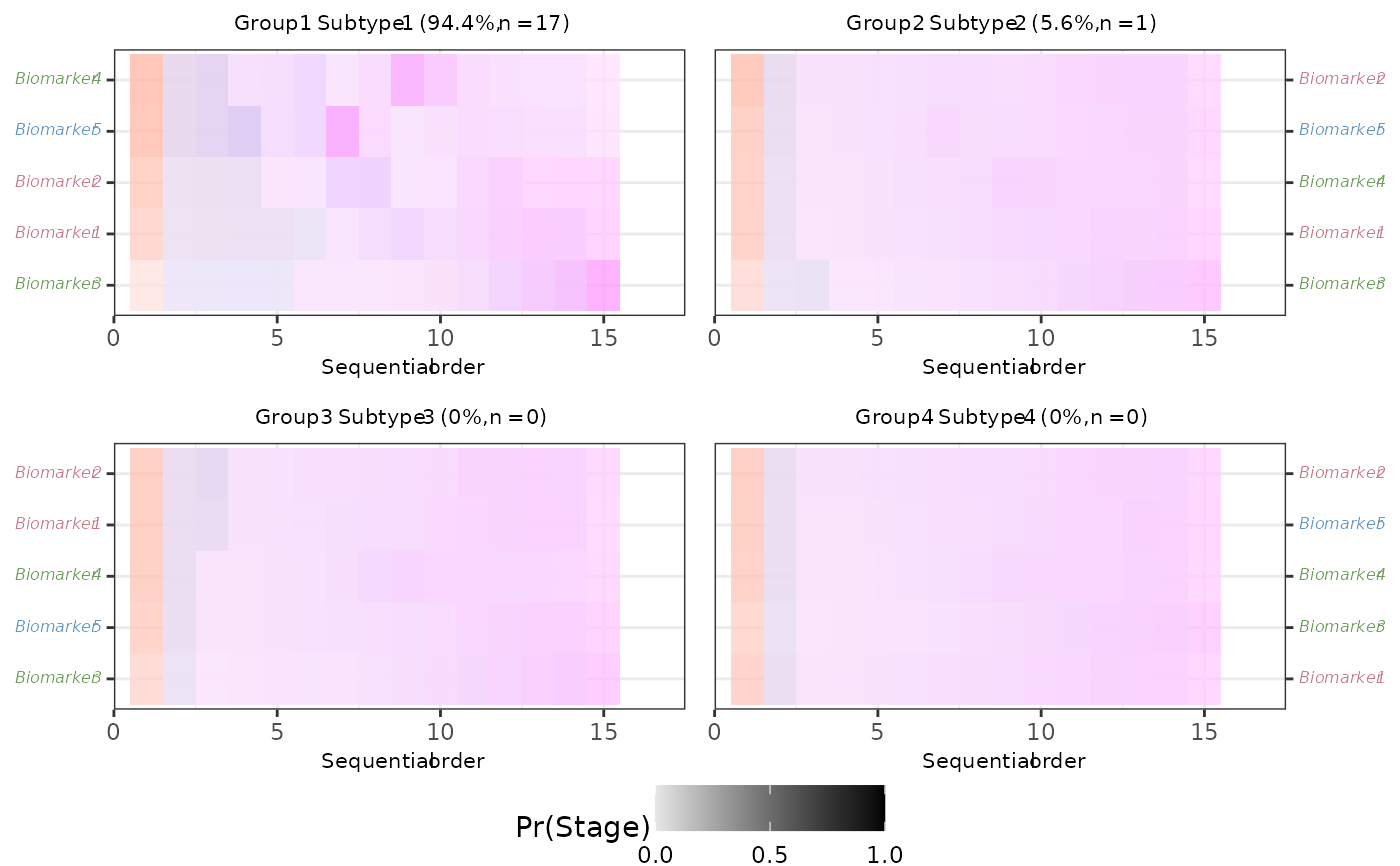 Group1 Subtype1 (94.4%,n =17)
Biomarker4
Biomarker5
Biomarker2
Biomarker1
Biomarker3
0 5 10 15
Sequential order
Group2 Subtype2 (5.6%,n =1)
Biomarker2
Biomarker5
Biomarker4
Biomarker1
Biomarker3
0 5 10 15
Sequential order
Group3 Subtype3 (0%,n =0)
Biomarker2
Biomarker1
Biomarker4
Biomarker5
Biomarker3
0 5 10 15
Sequential order
Group4 Subtype4 (0%,n =0)
Biomarker2
Biomarker5
Biomarker4
Biomarker3
Biomarker1
0 5 10 15
Sequential order
Pr(Stage)
0.0 0.5 1.0